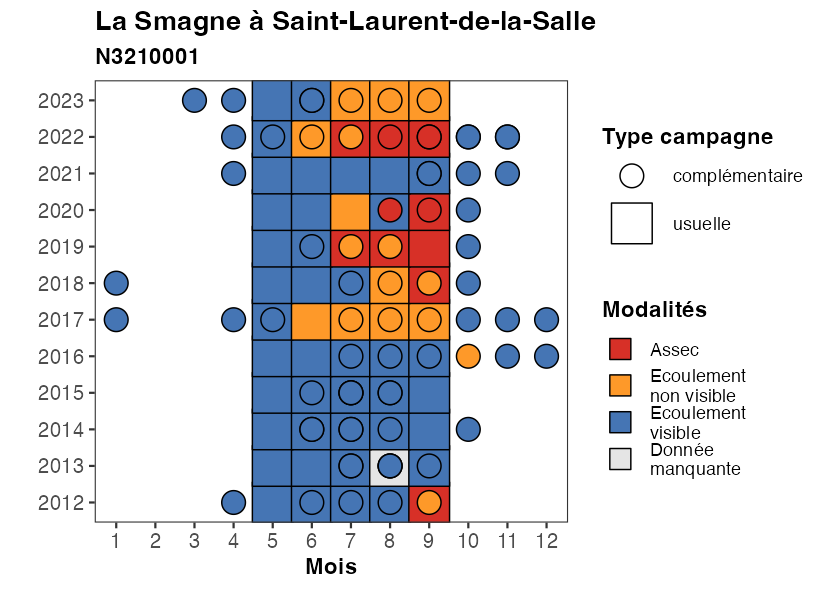 La Smagne à Saint-Laurent-de-la-Salle
N3210001
2023
2022
2021
2020
2019
2018
2017
2016
2015
2014
2013
2012
1 2 3 4 5 6 7 8 9 10 11 12
Mois
Type campagne
complémentaire
usuelle
Modalités
Assec
Ecoulement
non visible
Ecoulement
visible
Donnée
manquante